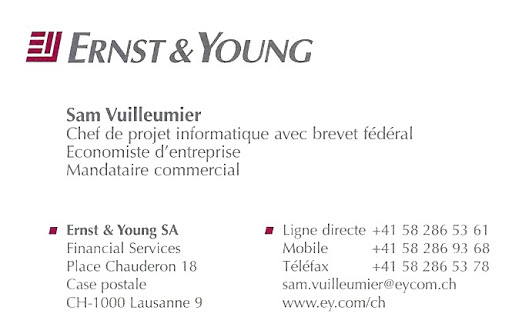 ERNST & YOUNG
Sam Vuilleumier
Chef de projet informatique avec brevet fédéral
Economiste d'entreprise
Mandataire commercial
Ernst & Young SA
Financial Services
Place Chauderon 18
Case postale
CH-1000 Lausanne 9
Ligne directe +41 58 286 53 61
Mobile +41 58 286 93 68
Téléfax +41 58 286 53 78
sam.vuilleumier@eycom.ch
www.ey.com/ch